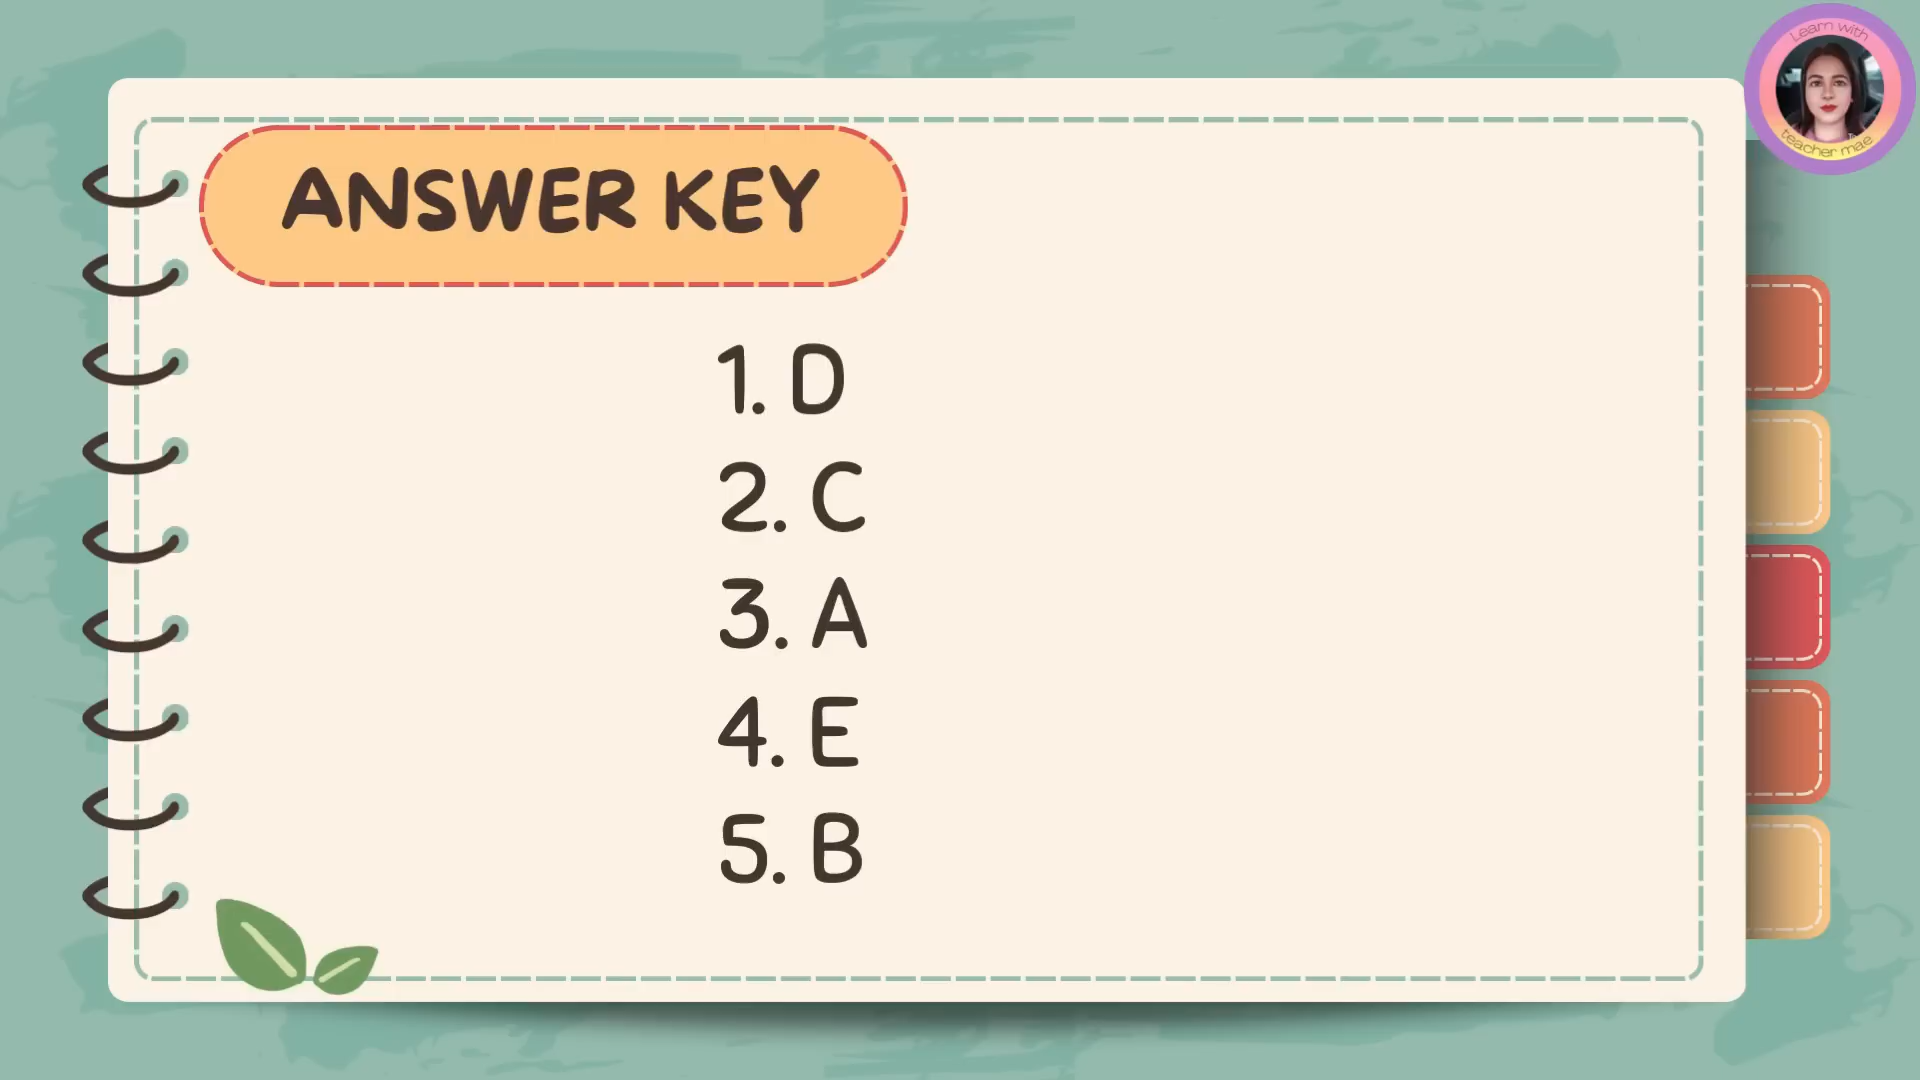 Learn with
teacher mae
ANSWER KEY
1. D
2. C
3. A
4. E
5. B